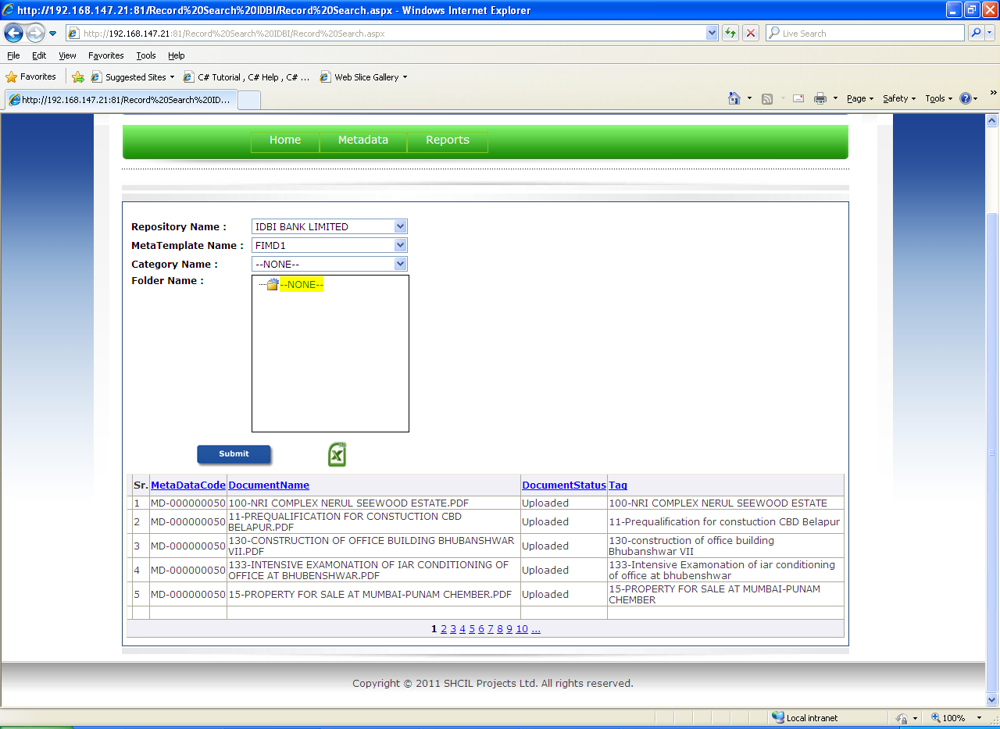 http://192.168.147.21:81/Record%20Search%20IDBI/Record%20Search.aspx - Windows Internet Explorer
http://192.168.147.21:81/Record%20Search%20IDBI/Record%20Search.aspx
Live Search
File Edit View Favorites Tools Help
Favorites Suggested Sites C# Tutorial , C# Help , C# ... Web Slice Gallery
http://192.168.147.21:81/Record%20Search%20ID... Page Safety Tools
Home Metadata Reports
Repository Name : IDBI BANK LIMITED
MetaTemplate Name : FIMD1
Category Name : --NONE--
Folder Name : --NONE--
Submit
Sr. MetaDataCode DocumentName DocumentStatus Tag
1 MD-000000050 100-NRI COMPLEX NERUL SEEWOOD ESTATE.PDF Uploaded 100-NRI COMPLEX NERUL SEEWOOD ESTATE
2 MD-000000050 11-PREQUALIFICATION FOR CONSTUCTION CBD BELAPUR.PDF Uploaded 11-Prequalification for constuction CBD Belapur
3 MD-000000050 130-CONSTRUCTION OF OFFICE BUILDING BHUBANSHWAR VII.PDF Uploaded 130-construction of office building Bhubanshwar VII
4 MD-000000050 133-INTENSIVE EXAMONATION OF IAR CONDITIONING OF OFFICE AT BHUBENSHWAR.PDF Uploaded 133-Intensive Examonation of iar conditioning of office at bhubenshwar
5 MD-000000050 15-PROPERTY FOR SALE AT MUMBAI-PUNAM CHEMBER.PDF Uploaded 15-PROPERTY FOR SALE AT MUMBAI-PUNAM CHEMBER
1 2 3 4 5 6 7 8 9 10 ...
Copyright © 2011 SHCIL Projects Ltd. All rights reserved.
Local intranet 100%